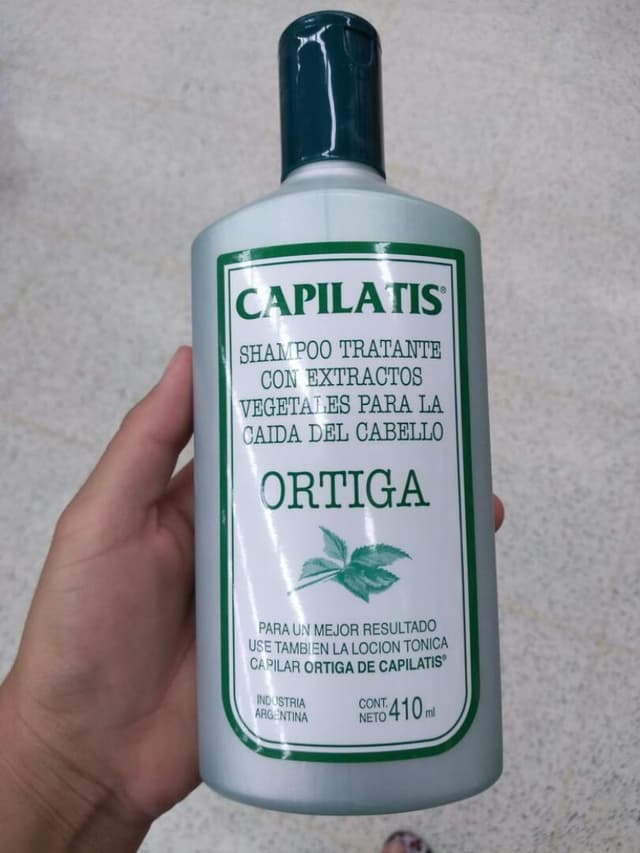 CAPILATIS®
SHAMPOO TRATANTE
CON EXTRACTOS
VEGETALES PARA LA
CAIDA DEL CABELLO
ORTIGA
PARA UN MEJOR RESULTADO
USE TAMBIEN LA LOCION TONICA
CAPILAR ORTIGA DE CAPILATIS®
INDUSTRIA
ARGENTINA
CONT.
NETO 410 ml